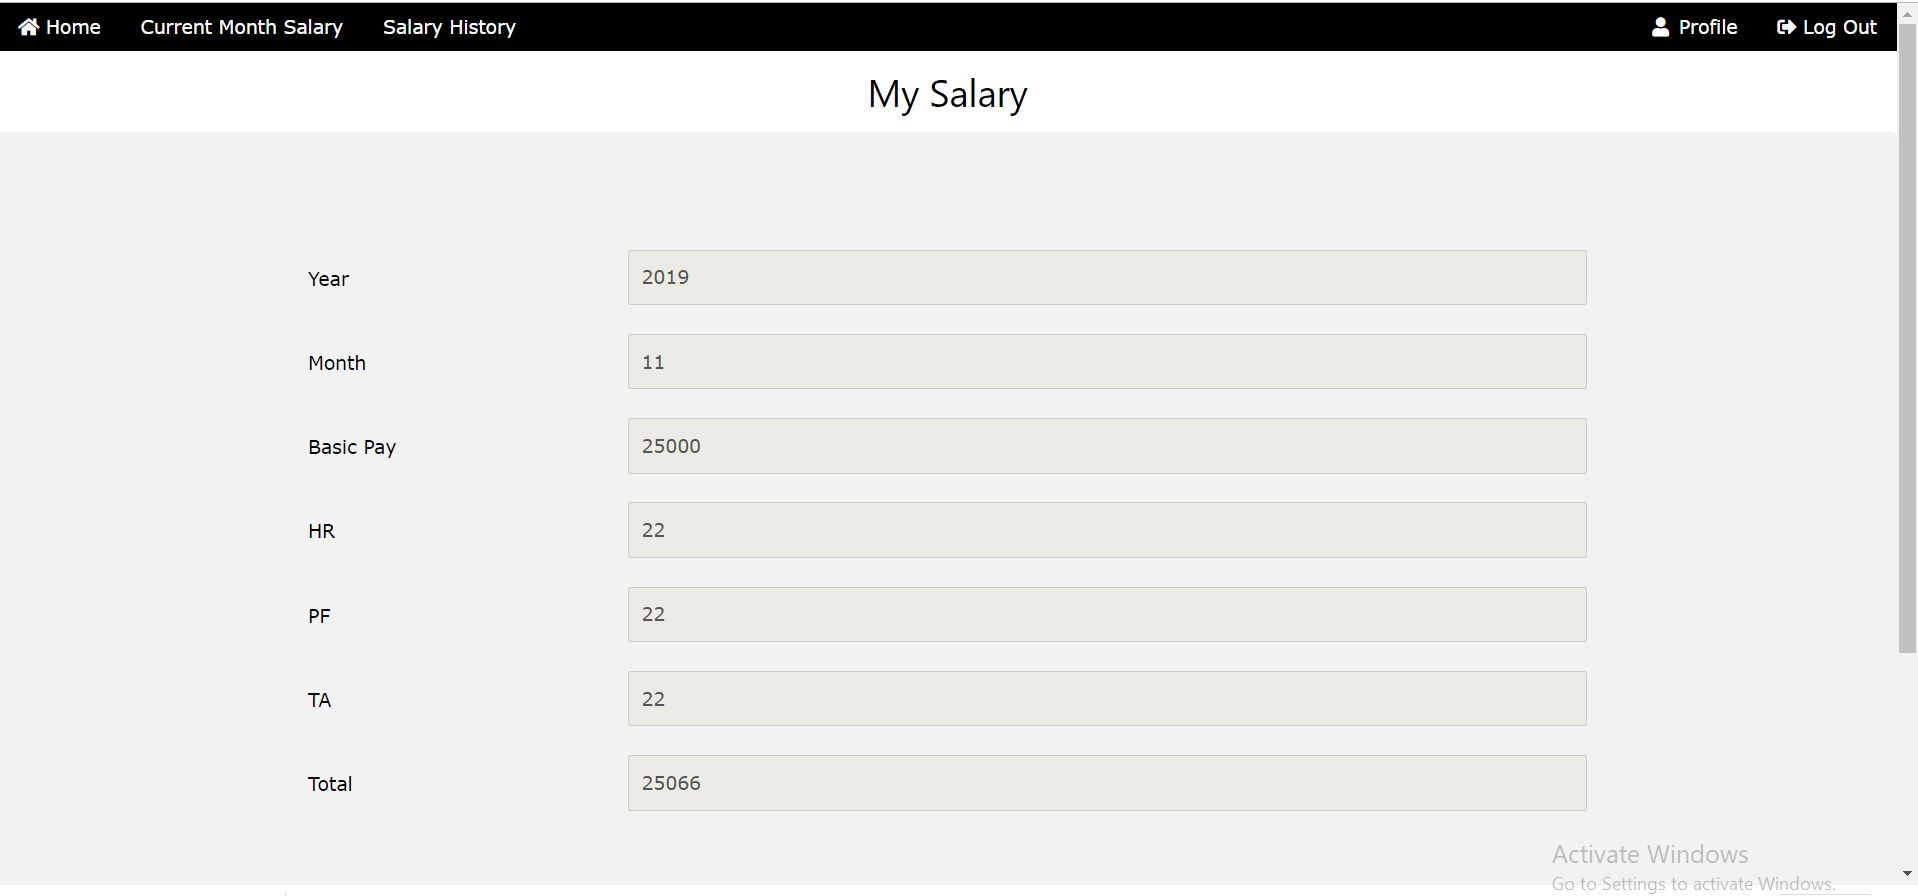 Home Current Month Salary Salary History Profile Log Out
My Salary
Year 2019
Month 11
Basic Pay 25000
HR 22
PF 22
TA 22
Total 25066
Activate Windows
Go to Settings to activate Windows.